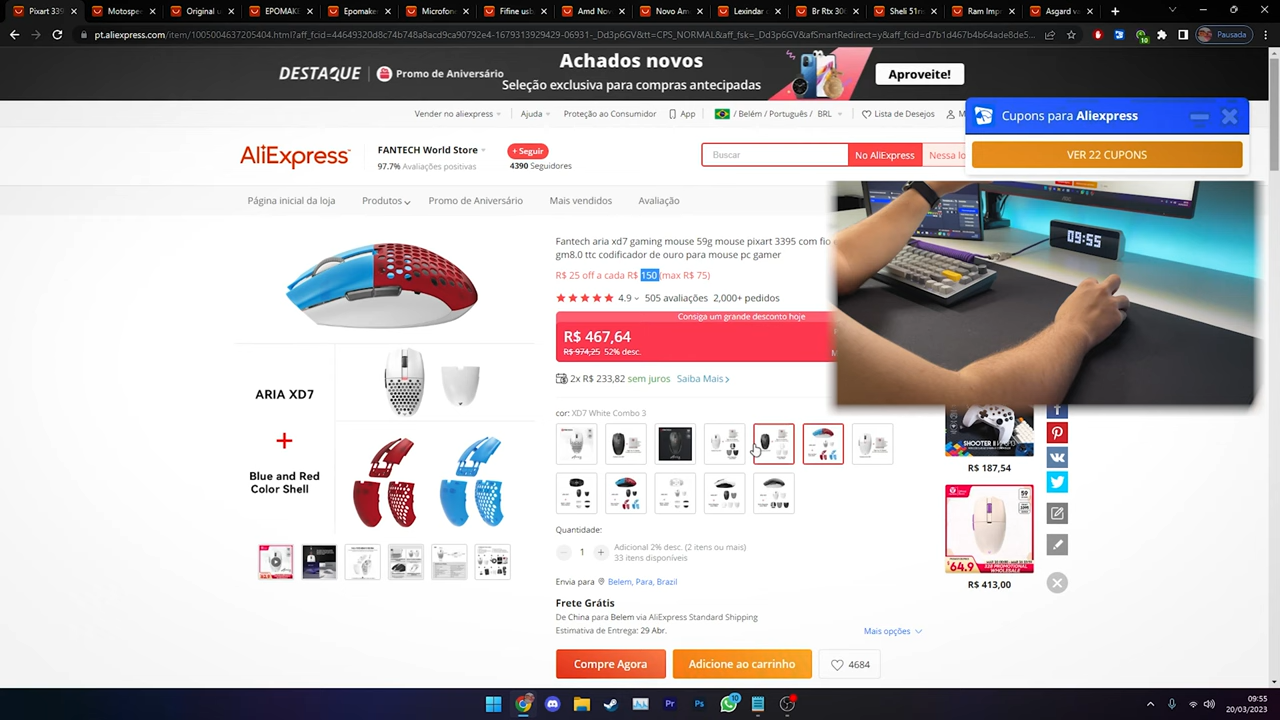 Pixart 339
Motospe
Original u
EPOMAK
Epomake
Microfon
Fifine usb
Amd Nov
Novo Am
Lexindar
Br Rtx 30
Sheli 51n
Ram Imp
Asgard va
Pausada
DESTAQUE
Promo de Aniversário
Achados novos
Seleção exclusiva para compras antecipadas
Aproveite!
Vender no aliexpress
Ajuda
Proteção ao Consumidor
App
/ Belém / Português / BRL
Lista de Desejos
Cupons para Aliexpress
VER 22 CUPONS
AliExpress
FANTECH World Store
97.7% Avaliações positivas
+ Seguir
4390 Seguidores
Buscar
No AliExpress
Nessa lo
Página inicial da loja
Produtos
Promo de Aniversário
Mais vendidos
Avaliação
Fantech aria xd7 gaming mouse 59g mouse pixart 3395 com fio
gm8.0 ttc codificador de ouro para mouse pc gamer
R$ 25 off a cada R$ 150 (max R$ 75)
4.9
505 avaliações
2,000+ pedidos
Consiga um grande desconto hoje
R$ 467,64
R$ 974,25 52% desc.
2x R$ 233,82 sem juros Saiba Mais
09:55
ARIA XD7
+
Blue and Red
Color Shell
cor: XD7 White Combo 3
SHOOTER II
R$ 187,54
64.9
R$ 413,00
Quantidade:
1
Adicional 2% desc. (2 itens ou mais)
33 itens disponíveis
Envia para Belem, Para, Brazil
Frete Grátis
De China para Belem via AliExpress Standard Shipping
Estimativa de Entrega: 29 Abr.
Mais opções
Compre Agora
Adicione ao carrinho
4684
09:55
20/03/2023